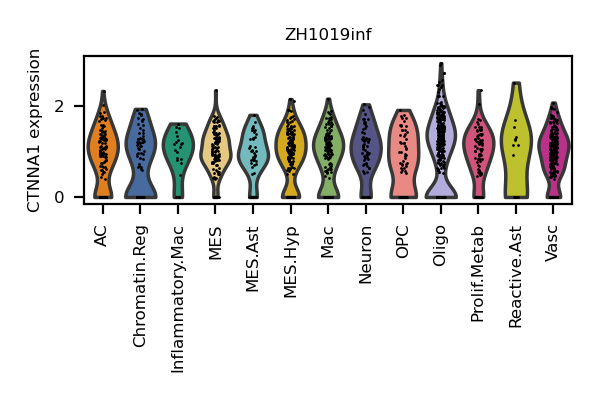 ZH1019inf
CTNNA1 expression
2
0
AC
Chromatin.Reg
Inflammatory.Mac
MES
MES.Ast
MES.Hyp
Mac
Neuron
OPC
Oligo
Prolif.Metab
Reactive.Ast
Vasc